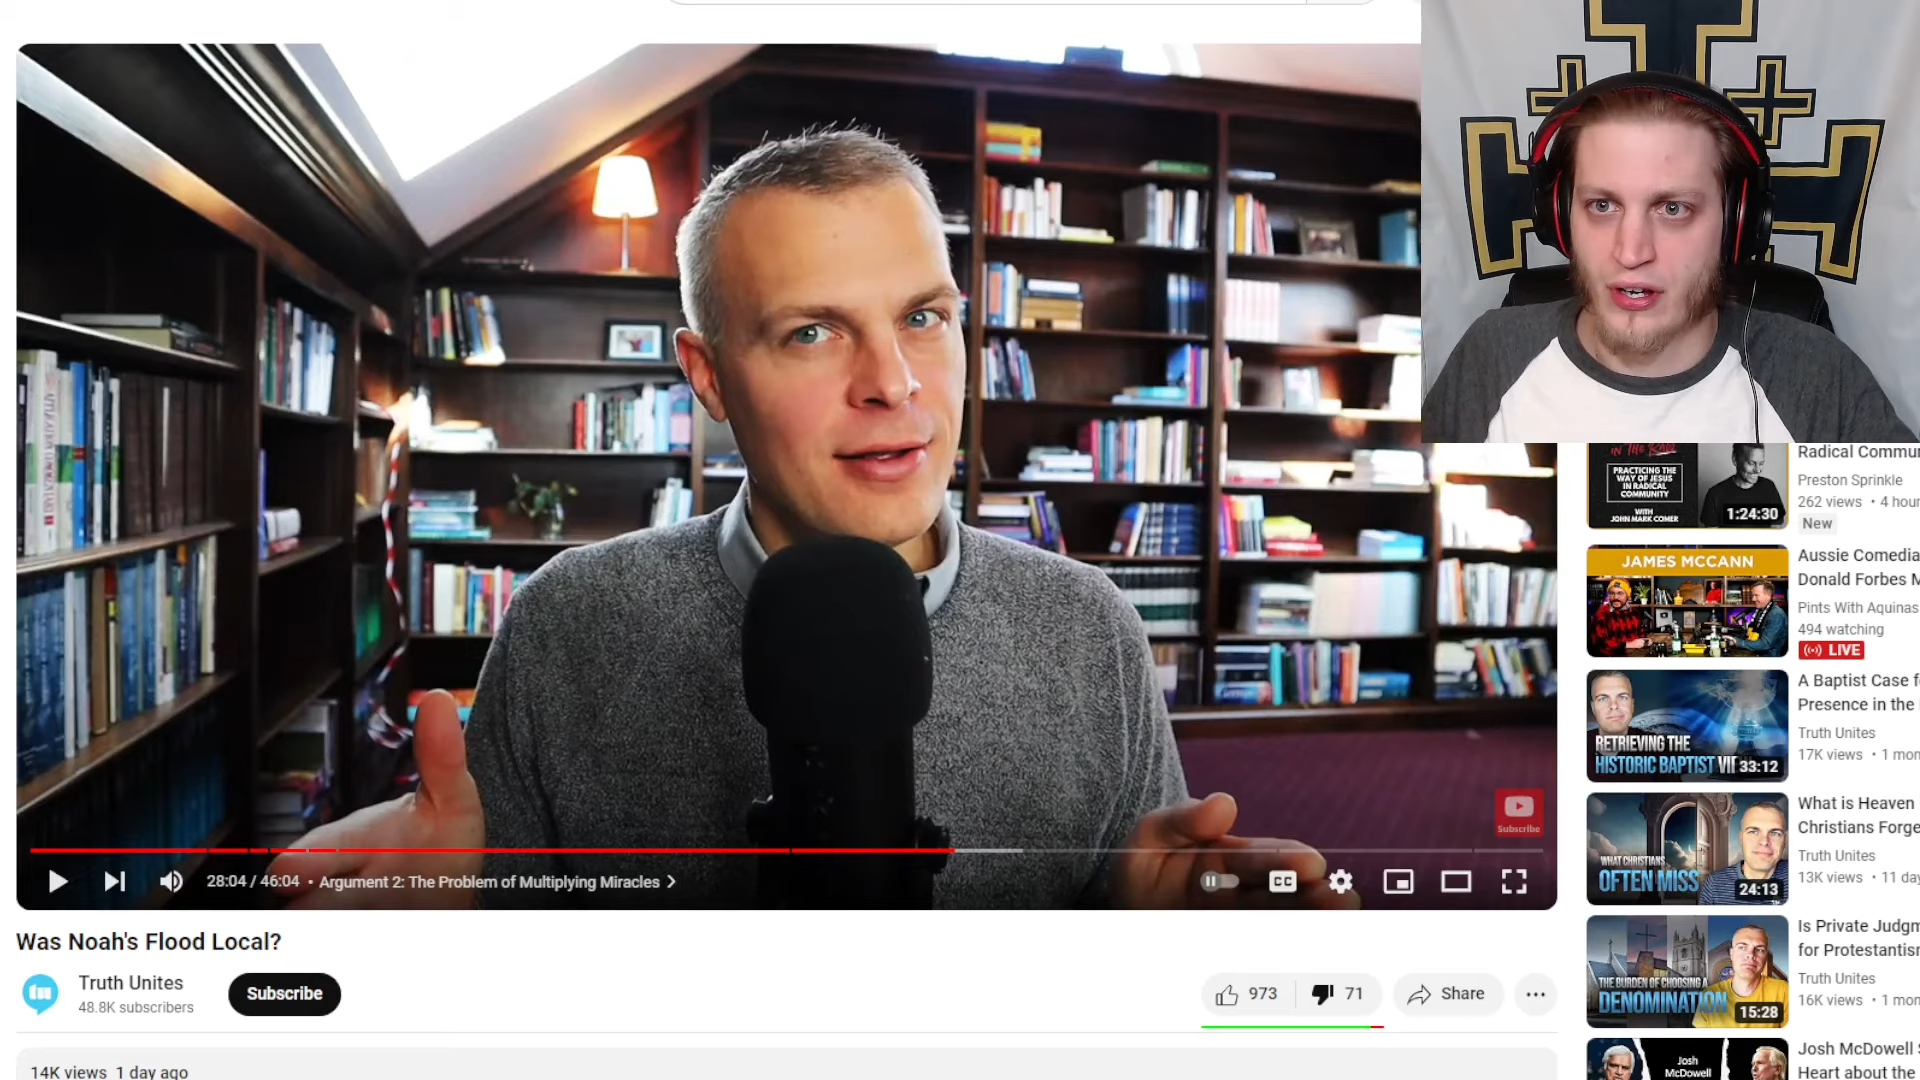 Subscribe
28:04 / 46:04 • Argument 2: The Problem of Multiplying Miracles
CC
Was Noah's Flood Local?
Truth Unites
48.8K subscribers
Subscribe
973
71
Share
14K views 1 day ago
IN THE RAW
PRACTICING THE
WAY OF JESUS
IN RADICAL
COMMUNITY
WITH
JOHN MARK COMER
1:24:30
Radical Commu
Preston Sprinkle
262 views • 4 hour
New
JAMES MCCANN
Aussie Comedia
Donald Forbes M
Pints With Aquinas
494 watching
LIVE
RETRIEVING THE
HISTORIC BAPTIST VI
33:12
A Baptist Case f
Presence in the
Truth Unites
17K views • 1 mon
WHAT CHRISTIANS
OFTEN MISS
24:13
What is Heaven
Christians Forge
Truth Unites
13K views • 11 day
THE BURDEN OF CHOOSING A
DENOMINATION
15:28
Is Private Judgm
for Protestantis
Truth Unites
16K views • 1 mon
Josh
McDowell
Josh McDowell S
Heart about the